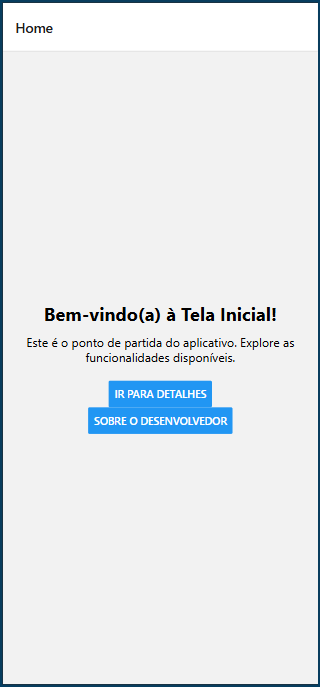 Home
Bem-vindo(a) à Tela Inicial!
Este é o ponto de partida do aplicativo. Explore as
funcionalidades disponíveis.
IR PARA DETALHES
SOBRE O DESENVOLVEDOR